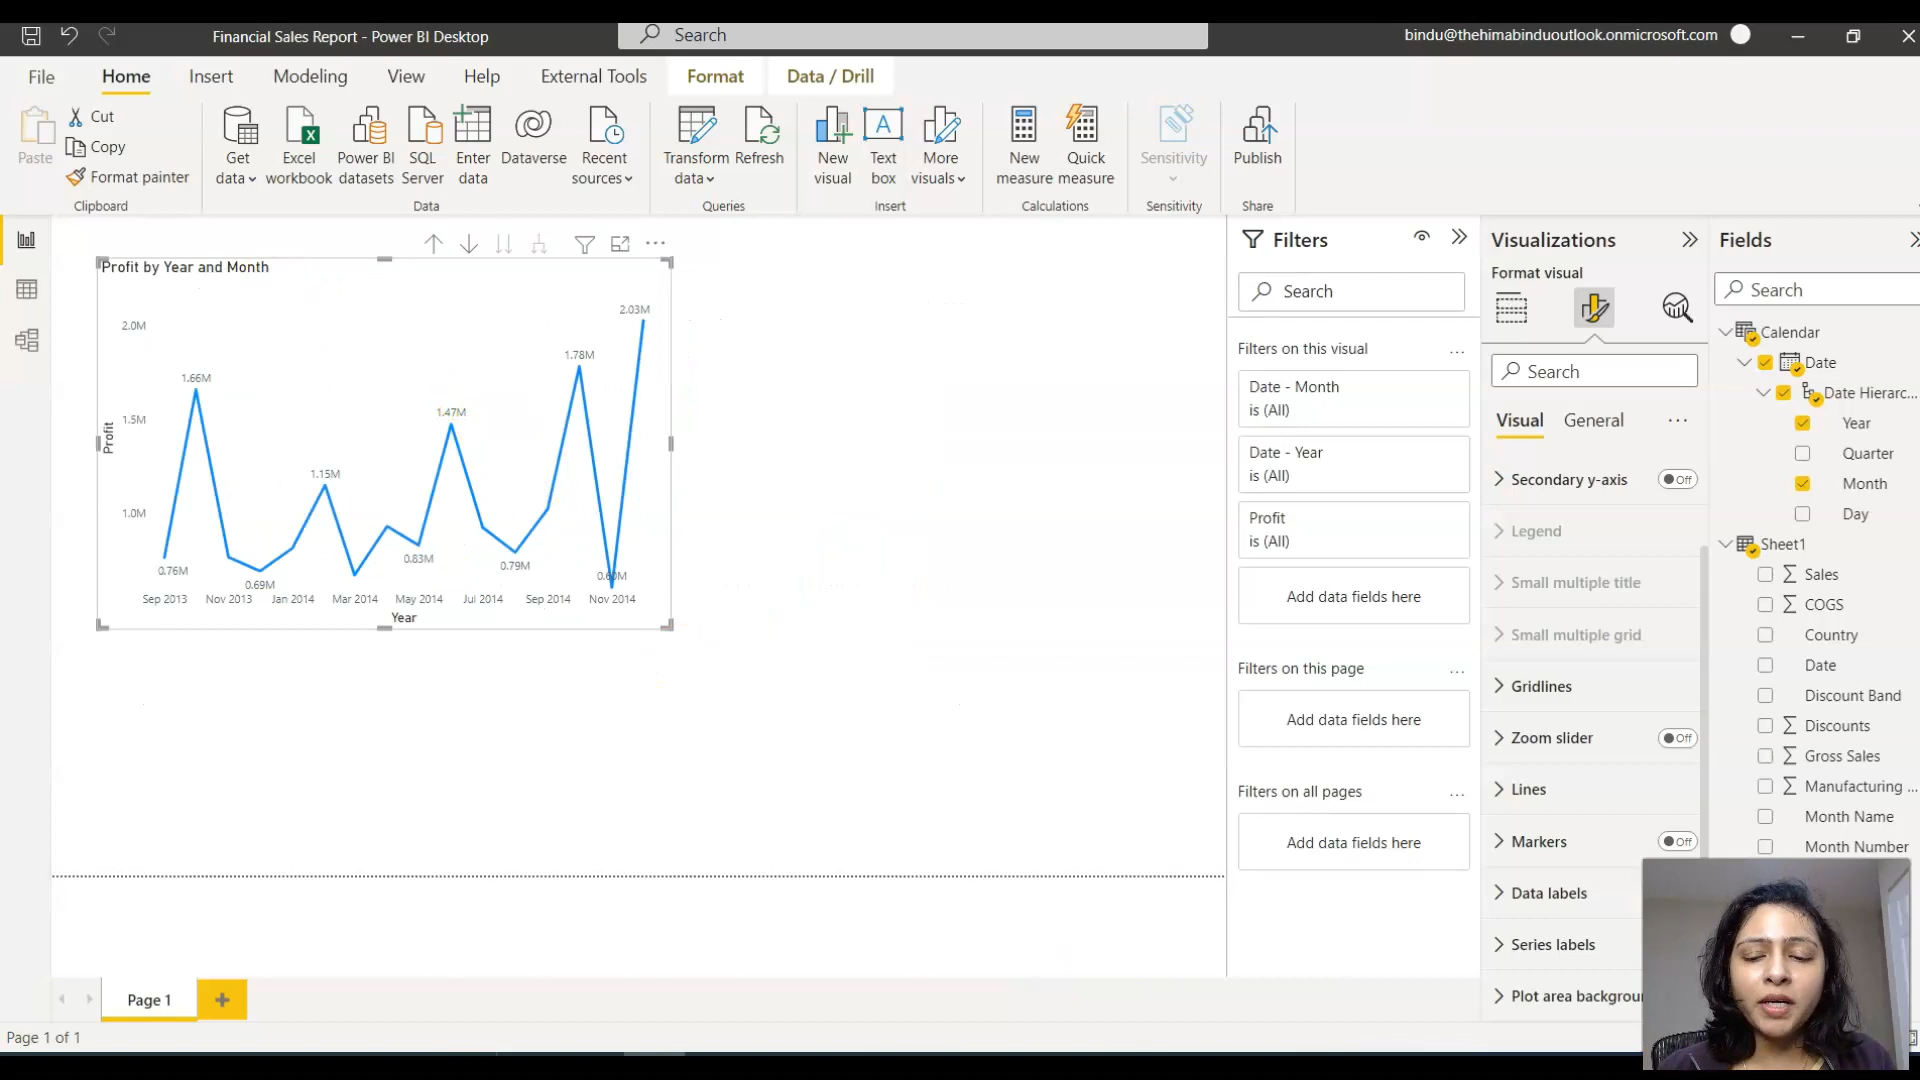 Financial Sales Report - Power BI Desktop
Search
bindu@thehimabinduoutlook.onmicrosoft.com
File
Home
Insert
Modeling
View
Help
External Tools
Format
Data / Drill
Paste
Cut
Copy
Format painter
Clipboard
Get data
Excel workbook
Power BI datasets
SQL Server
Enter data
Dataverse
Recent sources
Data
Transform data
Refresh
Queries
New visual
Text box
More visuals
Insert
New measure
Quick measure
Calculations
Sensitivity
Sensitivity
Publish
Share
Profit by Year and Month
2.0M
1.5M
1.0M
Profit
1.66M
1.15M
1.47M
1.78M
2.03M
0.76M
0.69M
0.83M
0.79M
0.60M
Sep 2013
Nov 2013
Jan 2014
Mar 2014
May 2014
Jul 2014
Sep 2014
Nov 2014
Year
Filters
Search
Filters on this visual
Date - Month
is (All)
Date - Year
is (All)
Profit
is (All)
Add data fields here
Filters on this page
Add data fields here
Filters on all pages
Add data fields here
Visualizations
Format visual
Search
Visual
General
Secondary y-axis
Off
Legend
Small multiple title
Small multiple grid
Gridlines
Zoom slider
Off
Lines
Markers
Off
Data labels
Series labels
Plot area backgrou
Fields
Search
Calendar
Date
Date Hierarc...
Year
Quarter
Month
Day
Sheet1
Sales
COGS
Country
Date
Discount Band
Discounts
Gross Sales
Manufacturing ...
Month Name
Month Number
Page 1
Page 1 of 1